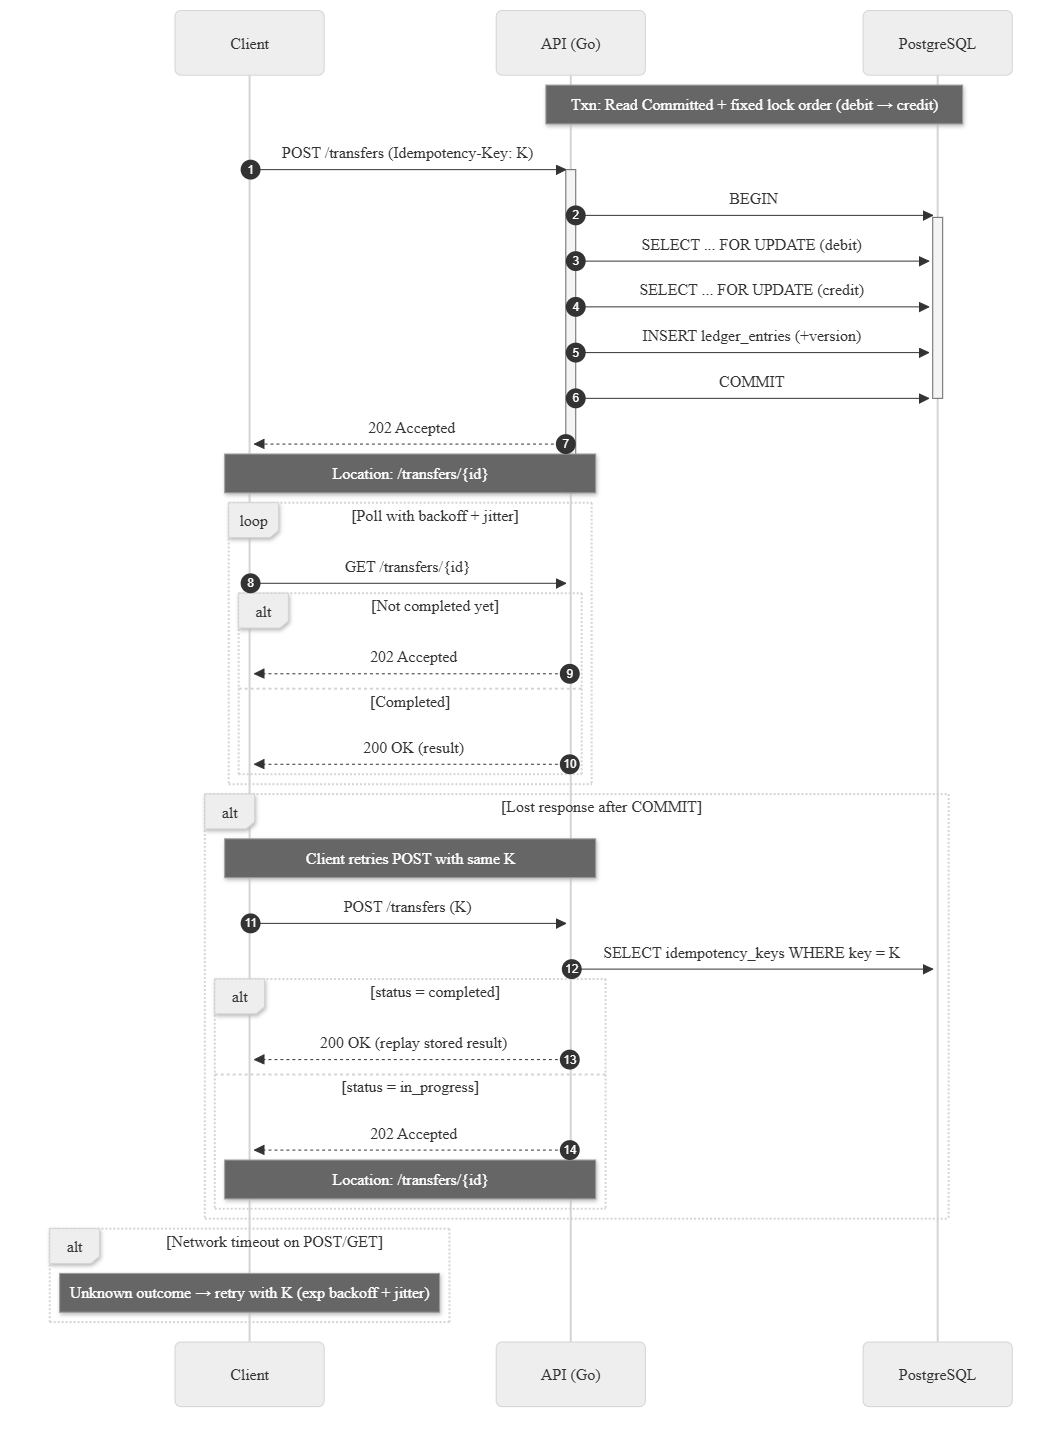 Client
API (Go)
PostgreSQL
Txn: Read Committed + fixed lock order (debit → credit)
POST /transfers (Idempotency-Key: K)
1
BEGIN
2
SELECT ... FOR UPDATE (debit)
3
SELECT ... FOR UPDATE (credit)
4
INSERT ledger_entries (+version)
5
COMMIT
6
202 Accepted
7
Location: /transfers/{id}
loop
[Poll with backoff + jitter]
GET /transfers/{id}
8
alt
[Not completed yet]
202 Accepted
9
[Completed]
200 OK (result)
10
alt
[Lost response after COMMIT]
Client retries POST with same K
POST /transfers (K)
11
SELECT idempotency_keys WHERE key = K
12
alt
[status = completed]
200 OK (replay stored result)
13
[status = in_progress]
202 Accepted
14
Location: /transfers/{id}
alt
[Network timeout on POST/GET]
Unknown outcome → retry with K (exp backoff + jitter)
Client
API (Go)
PostgreSQL